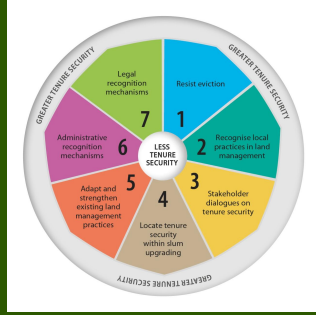 GREATER TENURE SECURITY
GREATER TENURE SECURITY
Legal
recognition
mechanisms
7
Resist eviction
1
Administrative
recognition
mechanisms
6
LESS
TENURE
SECURITY
2
Recognise local
practices in land
management
Adapt and
strengthen
existing land
management
practices
5
4
Locate tenure
security
within slum
upgrading
3
Stakeholder
dialogues on
tenure security
GREATER TENURE SECURITY